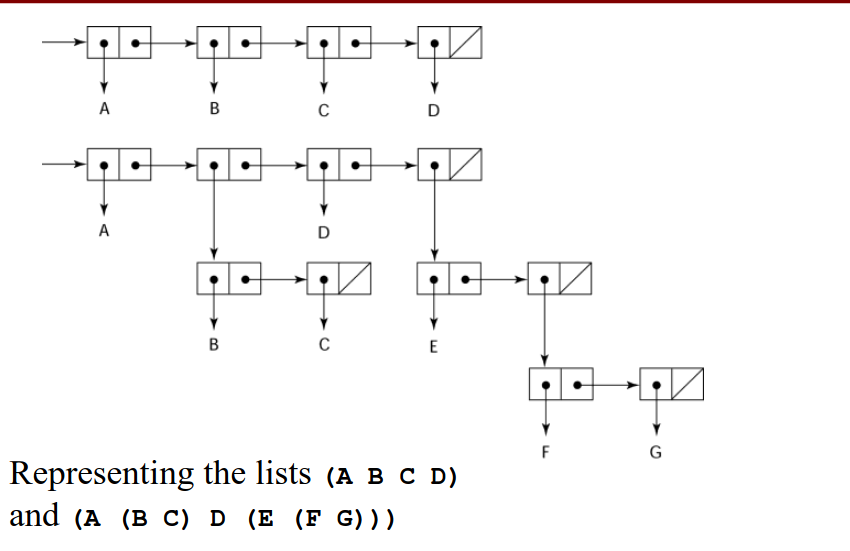 A B C D
A D
B C E
F G
Representing the lists (A B C D)
and (A (B C) D (E (F G)))